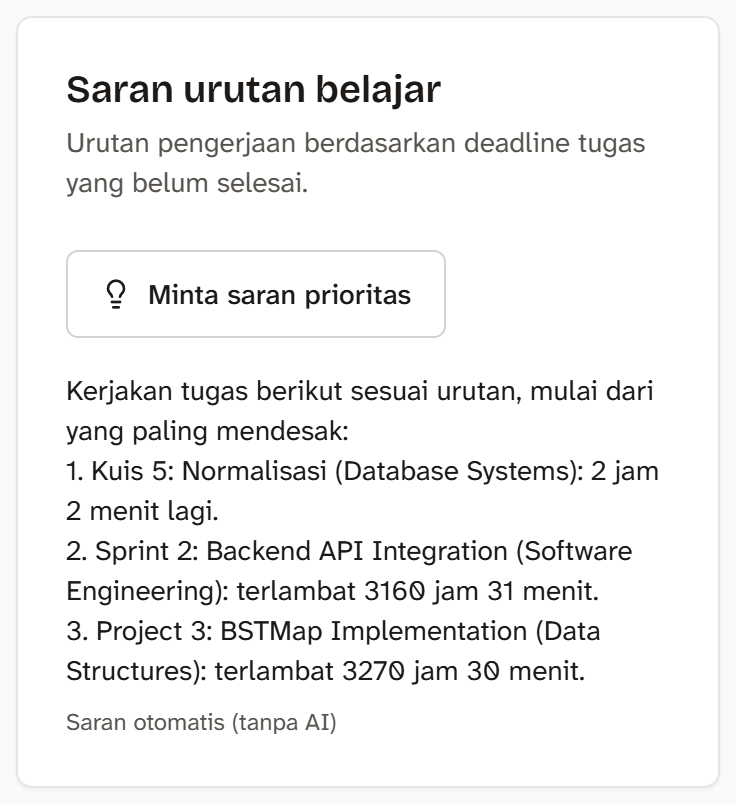 Saran urutan belajar
Urutan pengerjaan berdasarkan deadline tugas
yang belum selesai.
Minta saran prioritas
Kerjakan tugas berikut sesuai urutan, mulai dari
yang paling mendesak:
1. Kuis 5: Normalisasi (Database Systems): 2 jam
2 menit lagi.
2. Sprint 2: Backend API Integration (Software
Engineering): terlambat 3160 jam 31 menit.
3. Project 3: BSTMap Implementation (Data
Structures): terlambat 3270 jam 30 menit.
Saran otomatis (tanpa AI)